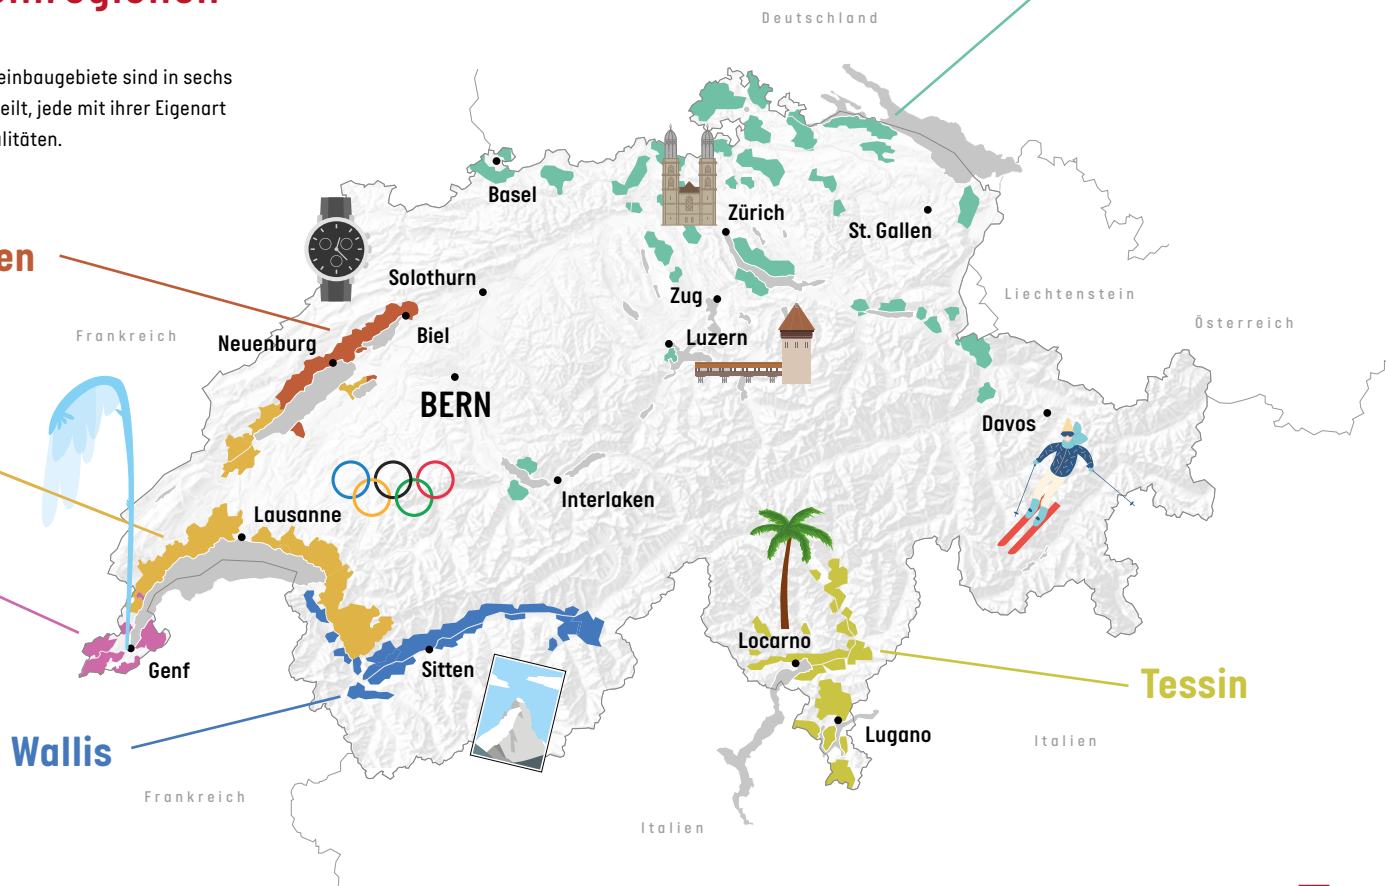 Deutschland
einbaugebiete sind in sechs
eilt, jede mit ihrer Eigenart
litäten.
Basel
Zürich
St. Gallen
en
Solothurn
Zug
Liechtenstein
Österreich
Frankreich
Neuenburg
Biel
Luzern
BERN
Davos
Interlaken
Lausanne
Locarno
Genf
Sitten
Tessin
Wallis
Lugano
Italien
Frankreich
Italien